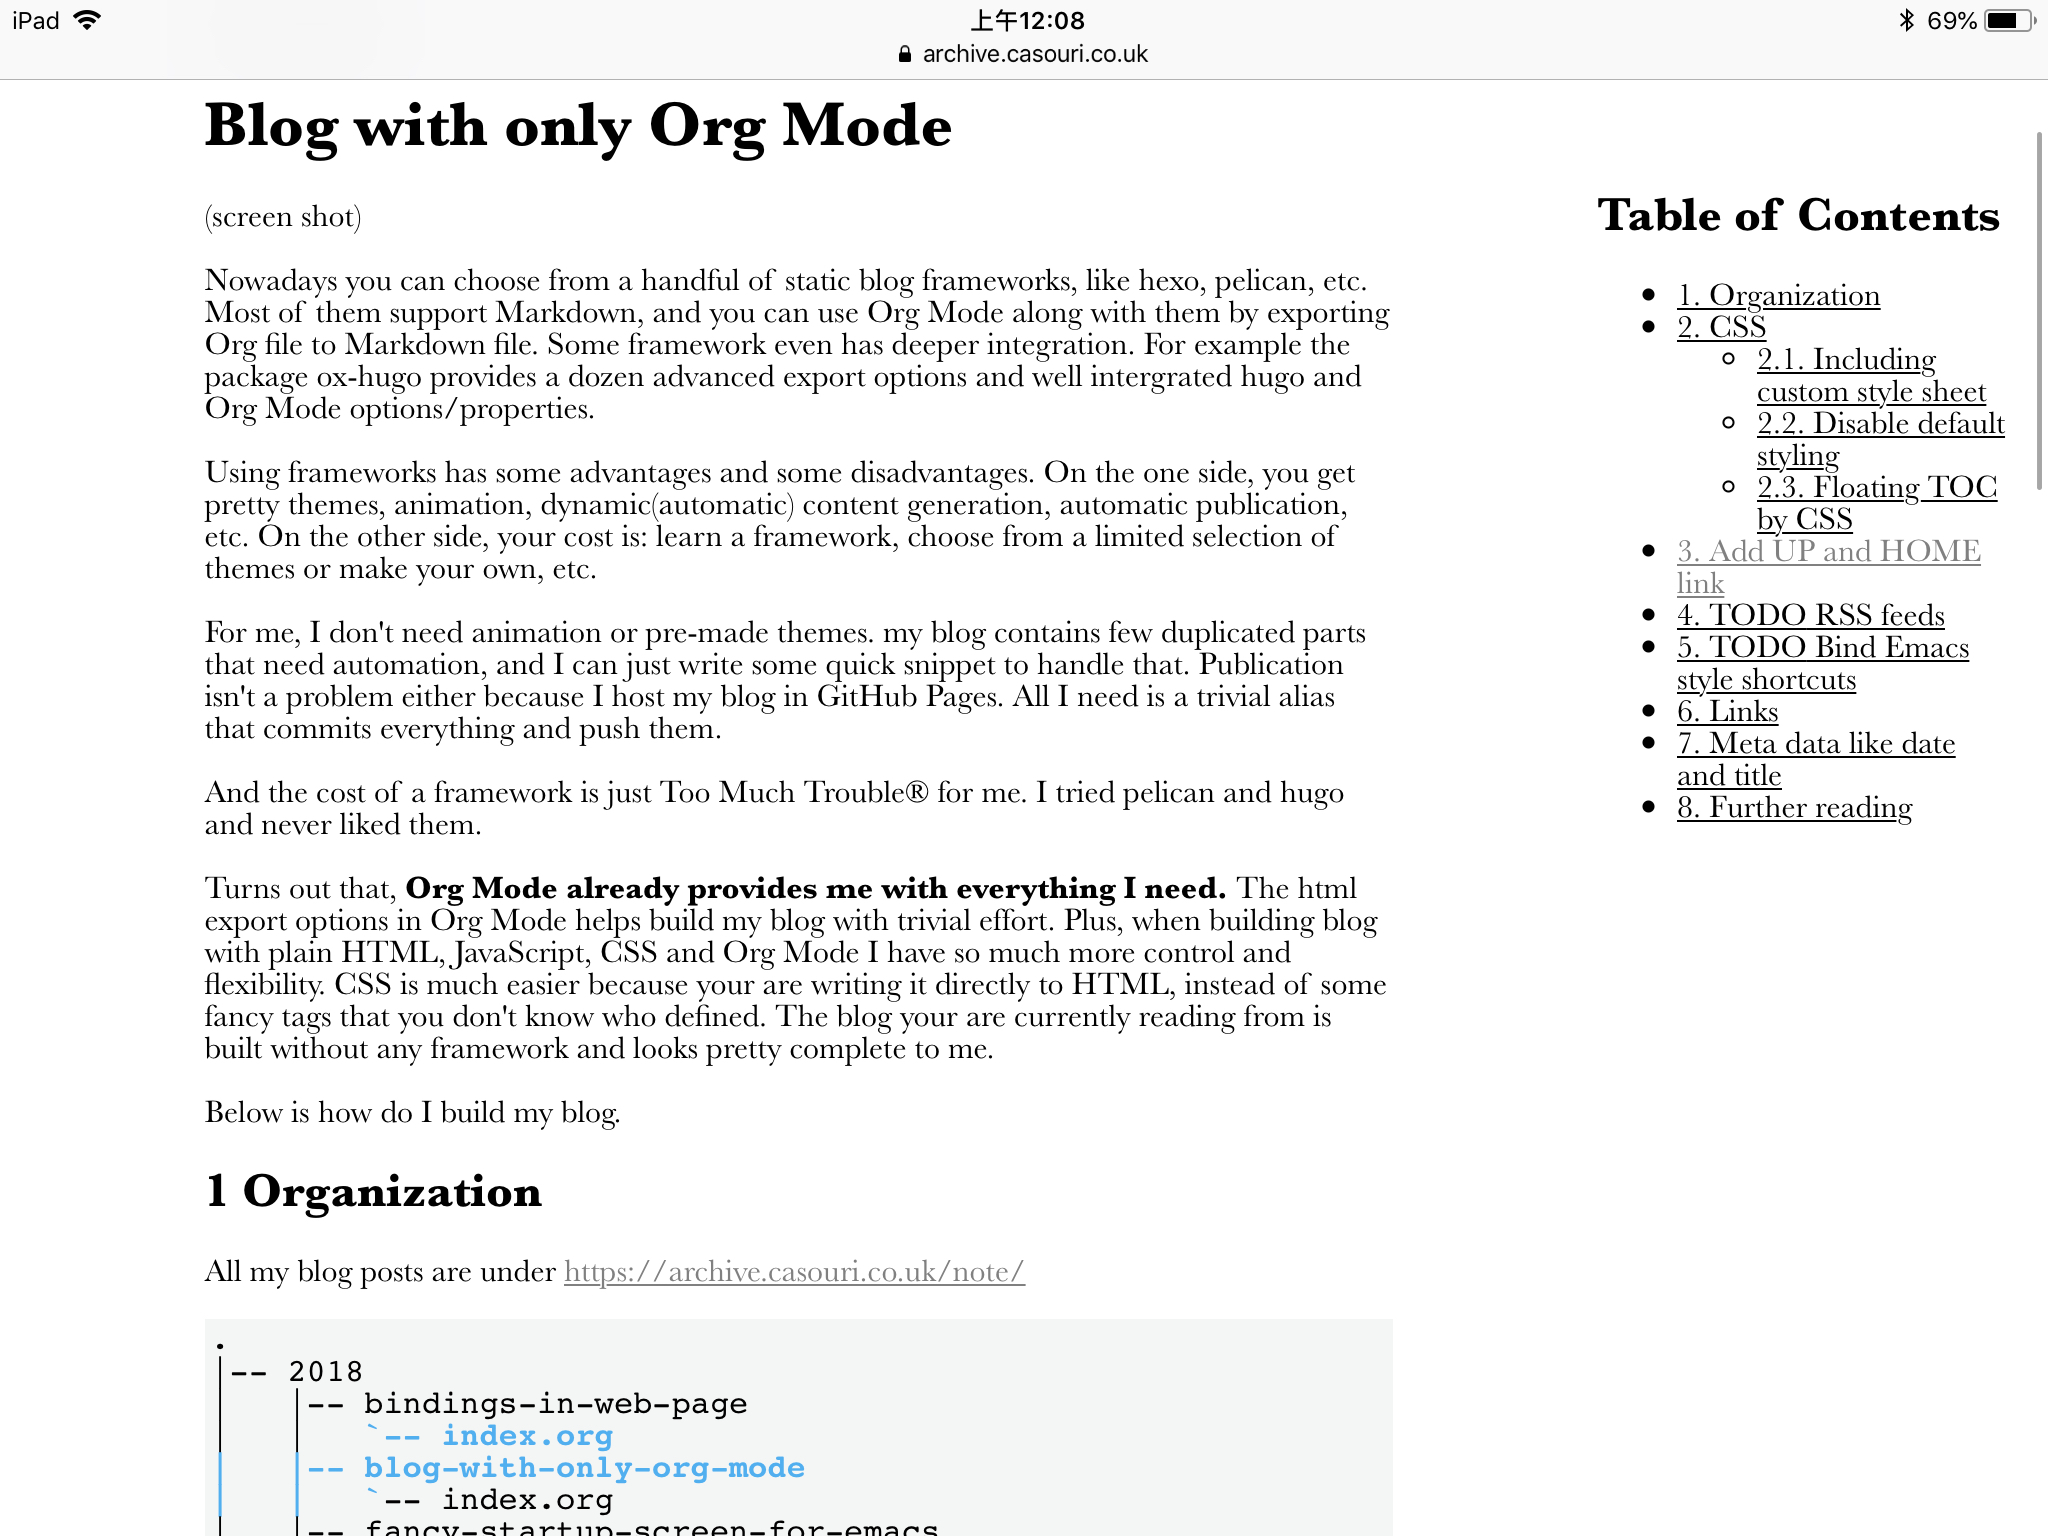 iPad
上午12:08
69%
archive.casouri.co.uk
Blog with only Org Mode
(screen shot)
Nowadays you can choose from a handful of static blog frameworks, like hexo, pelican, etc.
Most of them support Markdown, and you can use Org Mode along with them by exporting
Org file to Markdown file. Some framework even has deeper integration. For example the
package ox-hugo provides a dozen advanced export options and well intergrated hugo and
Org Mode options/properties.
Using frameworks has some advantages and some disadvantages. On the one side, you get
pretty themes, animation, dynamic(automatic) content generation, automatic publication,
etc. On the other side, your cost is: learn a framework, choose from a limited selection of
themes or make your own, etc.
For me, I don't need animation or pre-made themes. my blog contains few duplicated parts
that need automation, and I can just write some quick snippet to handle that. Publication
isn't a problem either because I host my blog in GitHub Pages. All I need is a trivial alias
that commits everything and push them.
And the cost of a framework is just Too Much Trouble® for me. I tried pelican and hugo
and never liked them.
Turns out that, Org Mode already provides me with everything I need. The html
export options in Org Mode helps build my blog with trivial effort. Plus, when building blog
with plain HTML, JavaScript, CSS and Org Mode I have so much more control and
flexibility. CSS is much easier because your are writing it directly to HTML, instead of some
fancy tags that you don't know who defined. The blog your are currently reading from is
built without any framework and looks pretty complete to me.
Below is how do I build my blog.
1 Organization
All my blog posts are under https://archive.casouri.co.uk/note/
.
|-- 2018
|   |-- bindings-in-web-page
|   |   `-- index.org
|   |-- blog-with-only-org-mode
|   |   `-- index.org
|   |-- fancy-startup-screen-for-emacs
Table of Contents
• 1. Organization
• 2. CSS
◦ 2.1. Including
custom style sheet
◦ 2.2. Disable default
styling
◦ 2.3. Floating TOC
by CSS
• 3. Add UP and HOME
link
• 4. TODO RSS feeds
• 5. TODO Bind Emacs
style shortcuts
• 6. Links
• 7. Meta data like date
and title
• 8. Further reading